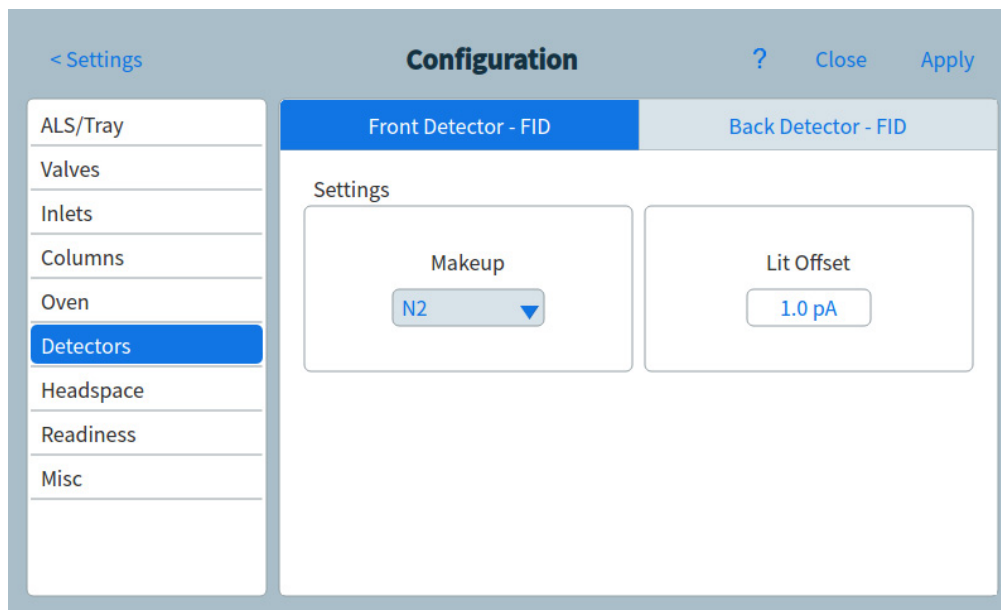 < Settings
Configuration
?
Close
Apply
ALS/Tray
Valves
Inlets
Columns
Oven
Detectors
Headspace
Readiness
Misc
Front Detector - FID
Back Detector - FID
Settings
Makeup
N2
Lit Offset
1.0 pA